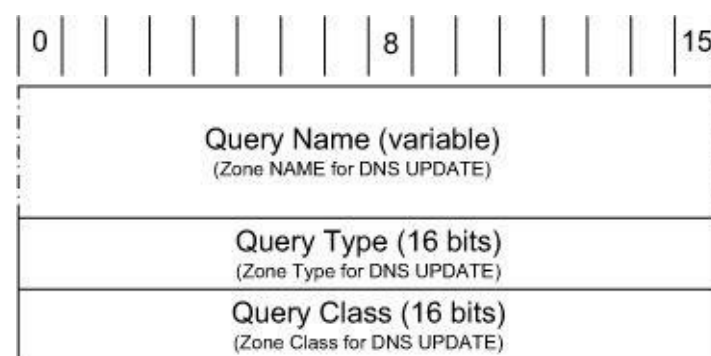 0 8 15
Query Name (variable)
(Zone NAME for DNS UPDATE)
Query Type (16 bits)
(Zone Type for DNS UPDATE)
Query Class (16 bits)
(Zone Class for DNS UPDATE)